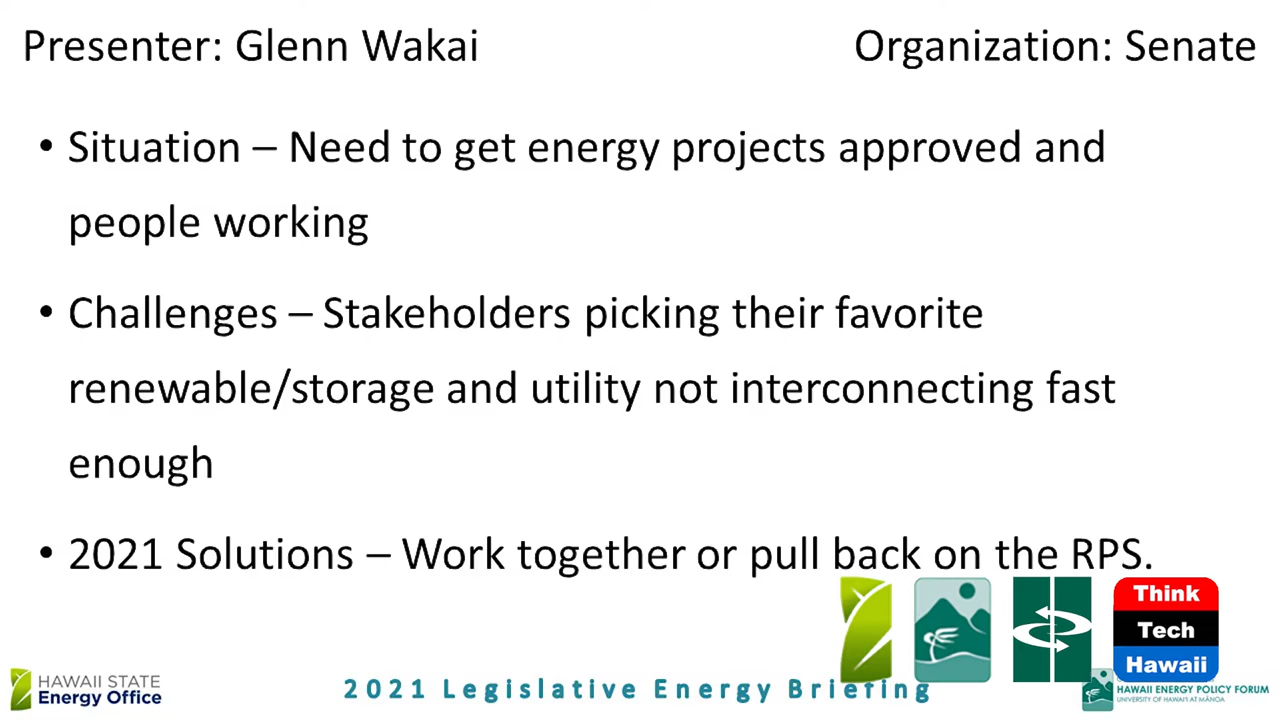 Presenter: Glenn Wakai
Organization: Senate
• Situation – Need to get energy projects approved and
people working
• Challenges – Stakeholders picking their favorite
renewable/storage and utility not interconnecting fast
enough
• 2021 Solutions – Work together or pull back on the RPS.
Think
Tech
Hawaii
HAWAII STATE
Energy Office
2021 Legislative Energy Briefing
HAWAII ENERGY POLICY FORUM
UNIVERSITY OF HAWAI'I AT MĀNOA